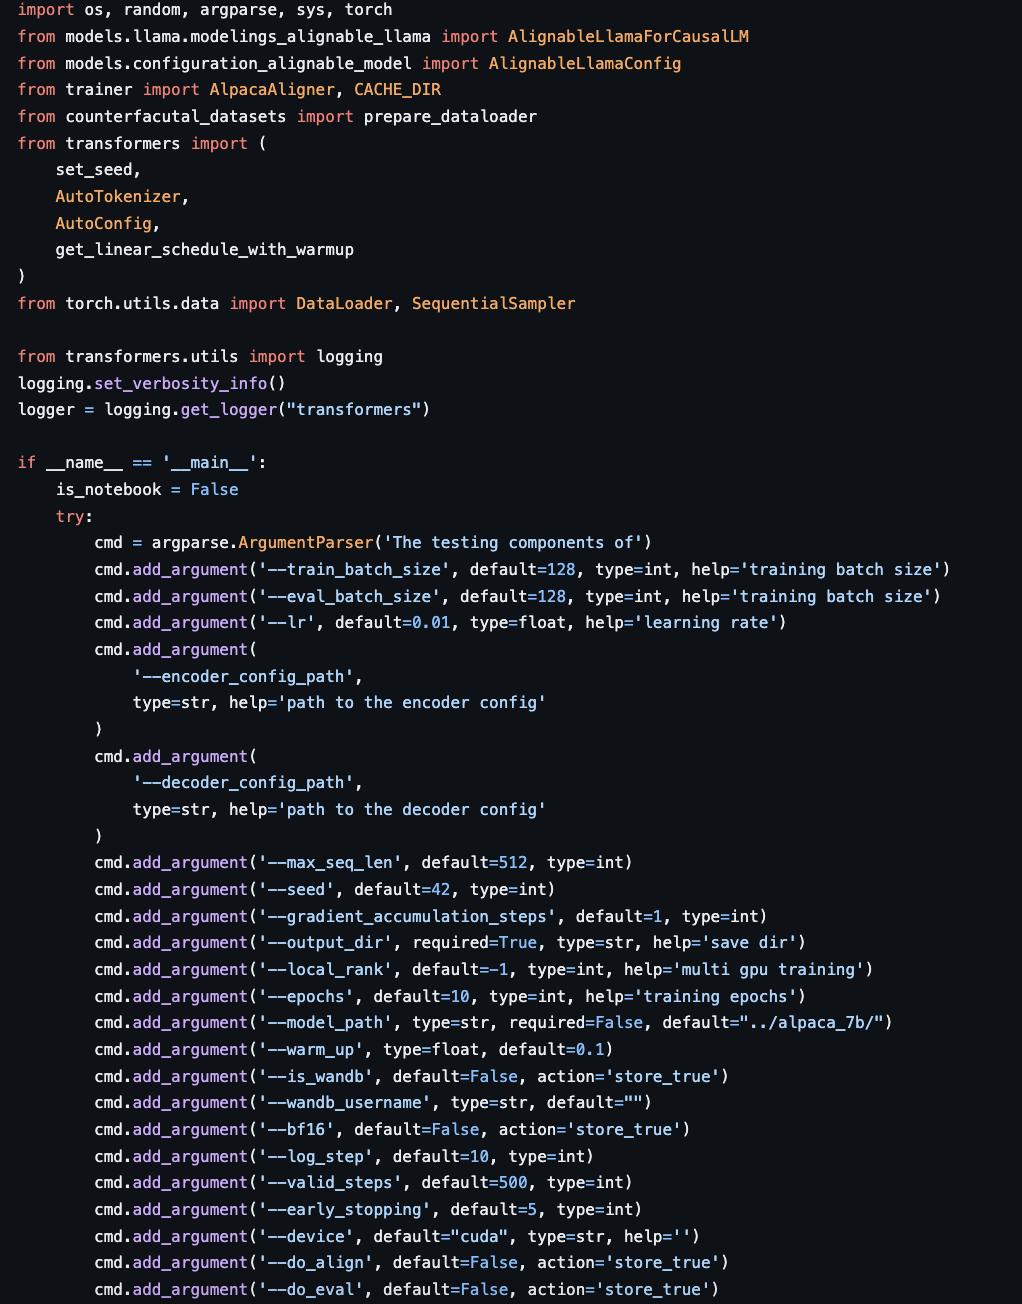 import os, random, argparse, sys, torch
from models.llama.modelings_alignable_llama import AlignableLlamaForCausalLM
from models.configuration_alignable_model import AlignableLlamaConfig
from trainer import AlpacaAligner, CACHE_DIR
from counterfacutal_datasets import prepare_dataloader
from transformers import (
    set_seed,
    AutoTokenizer,
    AutoConfig,
    get_linear_schedule_with_warmup
)
from torch.utils.data import DataLoader, SequentialSampler

from transformers.utils import logging
logging.set_verbosity_info()
logger = logging.get_logger("transformers")

if __name__ == '__main__':
    is_notebook = False
    try:
        cmd = argparse.ArgumentParser('The testing components of')
        cmd.add_argument('--train_batch_size', default=128, type=int, help='training batch size')
        cmd.add_argument('--eval_batch_size', default=128, type=int, help='training batch size')
        cmd.add_argument('--lr', default=0.01, type=float, help='learning rate')
        cmd.add_argument(
            '--encoder_config_path',
            type=str, help='path to the encoder config'
        )
        cmd.add_argument(
            '--decoder_config_path',
            type=str, help='path to the decoder config'
        )
        cmd.add_argument('--max_seq_len', default=512, type=int)
        cmd.add_argument('--seed', default=42, type=int)
        cmd.add_argument('--gradient_accumulation_steps', default=1, type=int)
        cmd.add_argument('--output_dir', required=True, type=str, help='save dir')
        cmd.add_argument('--local_rank', default=-1, type=int, help='multi gpu training')
        cmd.add_argument('--epochs', default=10, type=int, help='training epochs')
        cmd.add_argument('--model_path', type=str, required=False, default="../alpaca_7b/")
        cmd.add_argument('--warm_up', type=float, default=0.1)
        cmd.add_argument('--is_wandb', default=False, action='store_true')
        cmd.add_argument('--wandb_username', type=str, default="")
        cmd.add_argument('--bf16', default=False, action='store_true')
        cmd.add_argument('--log_step', default=10, type=int)
        cmd.add_argument('--valid_steps', default=500, type=int)
        cmd.add_argument('--early_stopping', default=5, type=int)
        cmd.add_argument('--device', default="cuda", type=str, help='')
        cmd.add_argument('--do_align', default=False, action='store_true')
        cmd.add_argument('--do_eval', default=False, action='store_true')